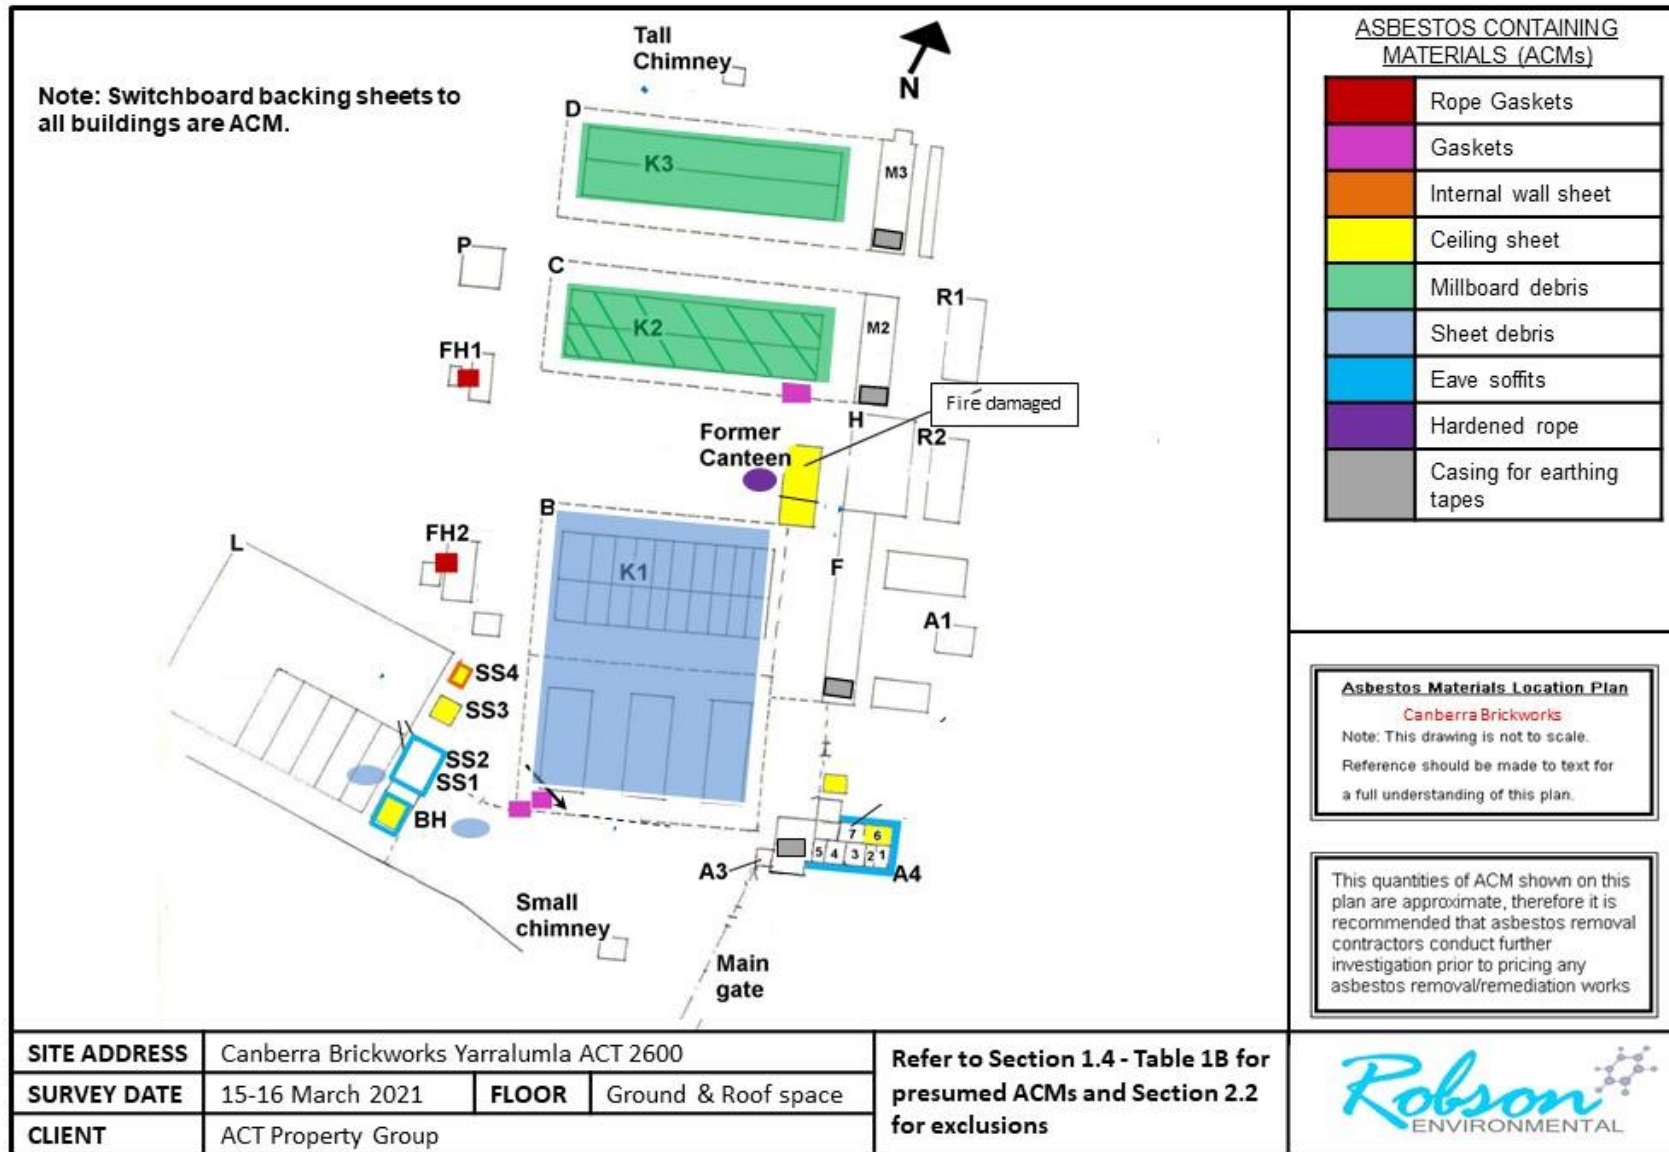 Note: Switchboard backing sheets to
all buildings are ACM.
Tall
Chimney
N
D
K3
M3
P
C
K2
M2
R1
FH1
Fire damaged
H
Former
Canteen
R2
B
FH2
L
K1
F
A1
SS4
SS3
SS2
SS1
BH
7
6
5
4
3
2
1
A3
A4
Small
chimney
Main
gate
ASBESTOS CONTAINING
MATERIALS (ACMs)
Rope Gaskets
Gaskets
Internal wall sheet
Ceiling sheet
Millboard debris
Sheet debris
Eave soffits
Hardened rope
Casing for earthing
tapes
Asbestos Materials Location Plan
Canberra Brickworks
Note: This drawing is not to scale.
Reference should be made to text for
a full understanding of this plan.
This quantities of ACM shown on this
plan are approximate, therefore it is
recommended that asbestos removal
contractors conduct further
investigation prior to pricing any
asbestos removal/remediation works
SITE ADDRESS Canberra Brickworks Yarralumla ACT 2600
SURVEY DATE 15-16 March 2021 FLOOR Ground & Roof space
CLIENT ACT Property Group
Refer to Section 1.4 - Table 1B for
presumed ACMs and Section 2.2
for exclusions
Robson
ENVIRONMENTAL